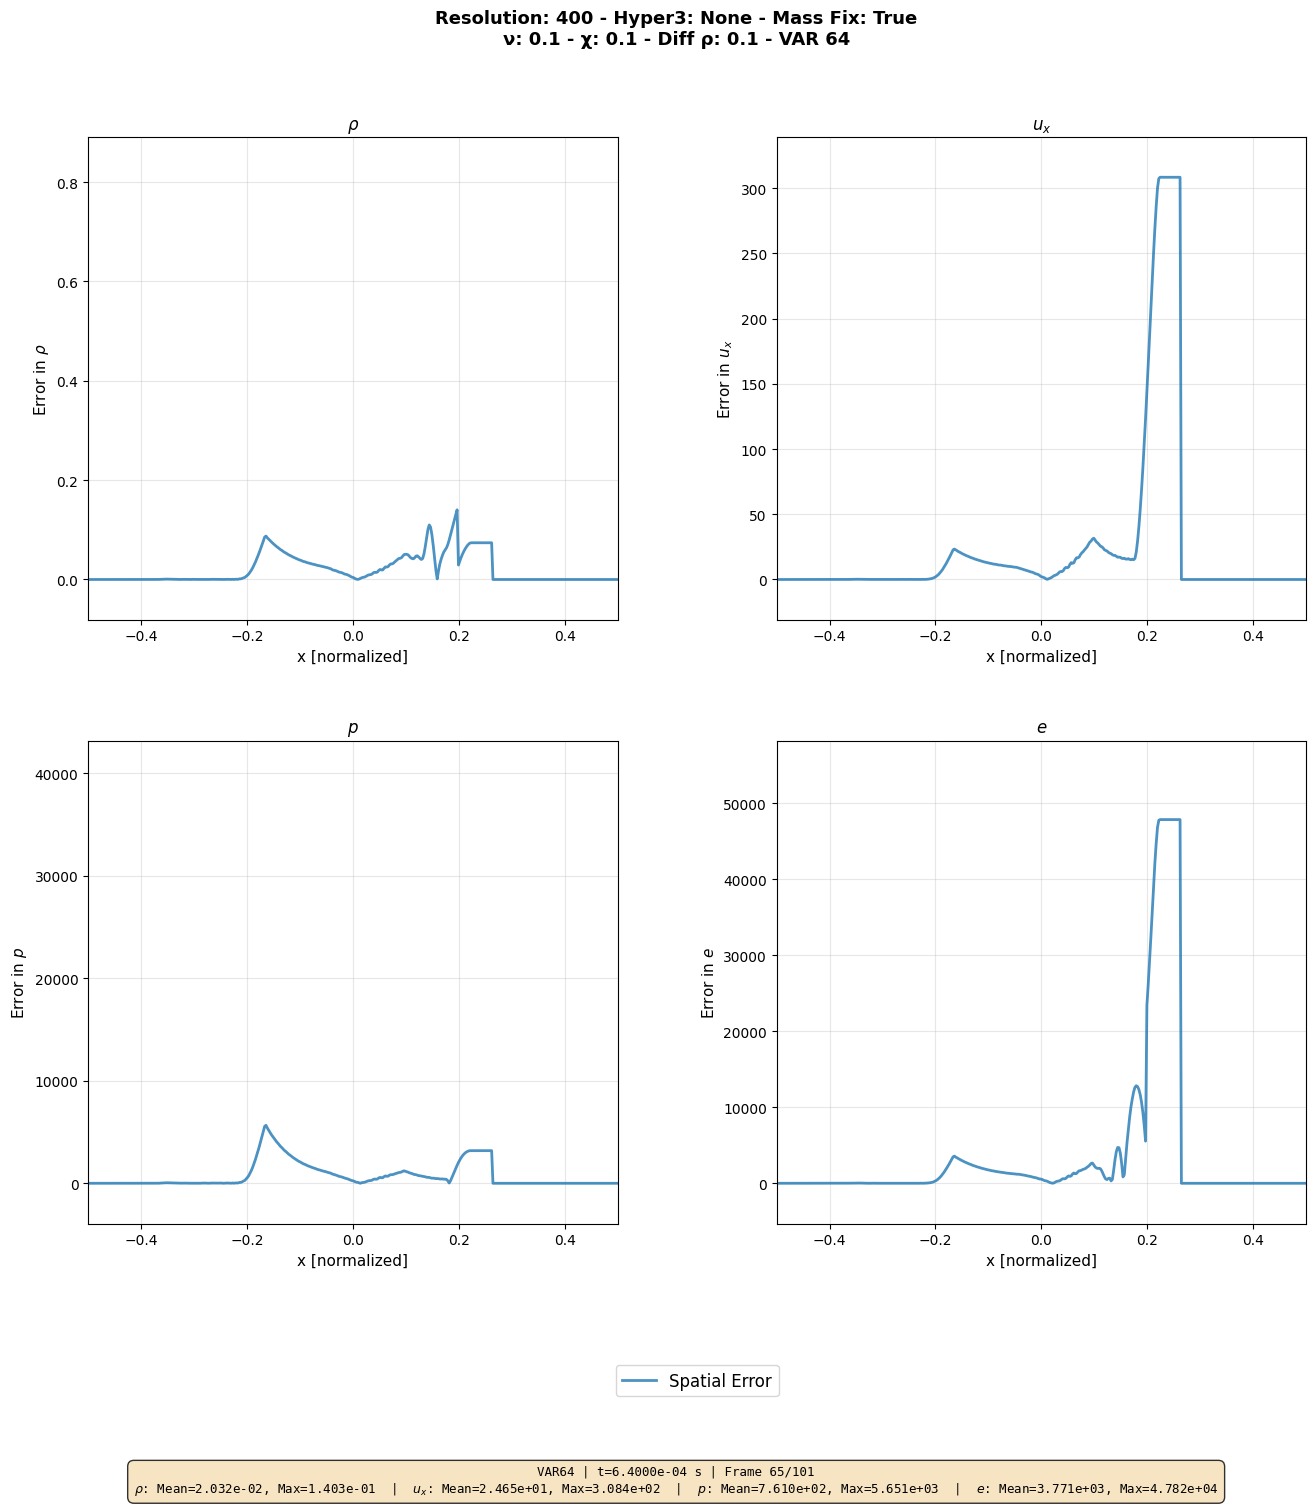 Resolution: 400 - Hyper3: None - Mass Fix: True
ν: 0.1 - χ: 0.1 - Diff ρ: 0.1 - VAR 64
ρ
Error in ρ
0.8
0.6
0.4
0.2
0.0
−0.4 −0.2 0.0 0.2 0.4
x [normalized]
u_x
Error in u_x
300
250
200
150
100
50
0
−0.4 −0.2 0.0 0.2 0.4
x [normalized]
p
Error in p
40000
30000
20000
10000
0
−0.4 −0.2 0.0 0.2 0.4
x [normalized]
e
Error in e
50000
40000
30000
20000
10000
0
−0.4 −0.2 0.0 0.2 0.4
x [normalized]
Spatial Error
VAR64 | t=6.4000e-04 s | Frame 65/101
ρ: Mean=2.032e-02, Max=1.403e-01 | u_x: Mean=2.465e+01, Max=3.084e+02 | p: Mean=7.610e+02, Max=5.651e+03 | e: Mean=3.771e+03, Max=4.782e+04